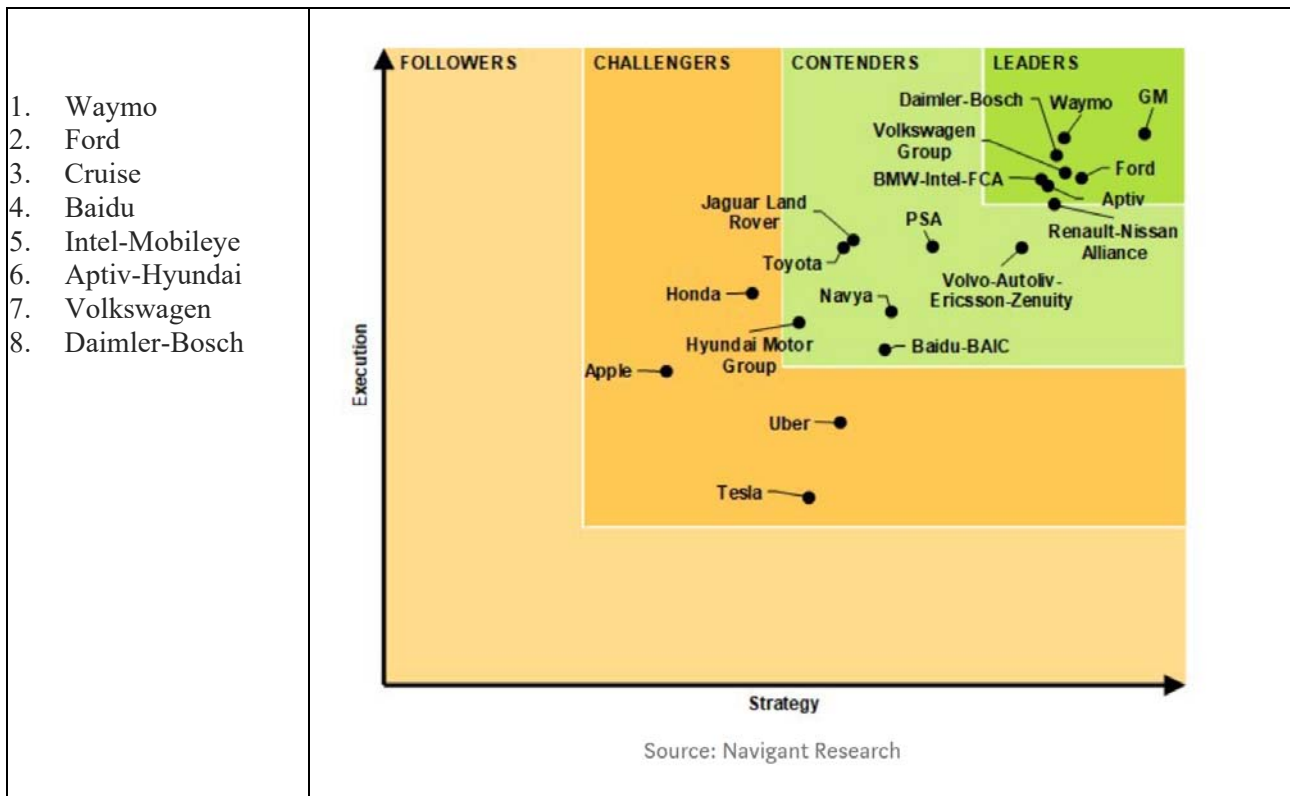 1. Waymo
2. Ford
3. Cruise
4. Baidu
5. Intel-Mobileye
6. Aptiv-Hyundai
7. Volkswagen
8. Daimler-Bosch
FOLLOWERS
CHALLENGERS
CONTENDERS
LEADERS
Daimler-Bosch
Waymo
GM
Volkswagen
Group
Ford
BMW-Intel-FCA
Aptiv
Jaguar Land
Rover
PSA
Renault-Nissan
Alliance
Toyota
Volvo-Autoliv-
Ericsson-Zenuity
Honda
Navya
Hyundai Motor
Group
Baidu-BAIC
Apple
Uber
Tesla
Execution
Strategy
Source: Navigant Research